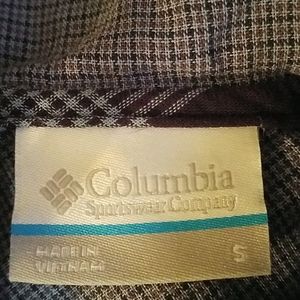 Columbia
Sportswear Company
MADE IN
VIETNAM
S